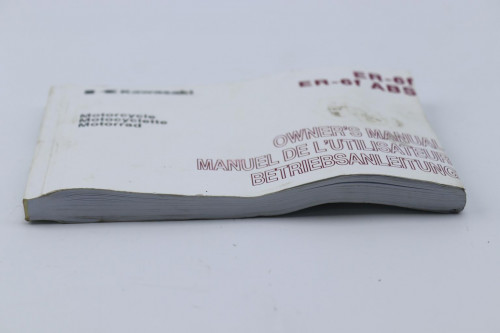 Kawasaki
ER-6f
ER-6f ABS
Motorcycle
Motocyclette
Motorrad
OWNER'S MANUAL
MANUEL DE L'UTILISATEUR
BETRIEBSANLEITUNG